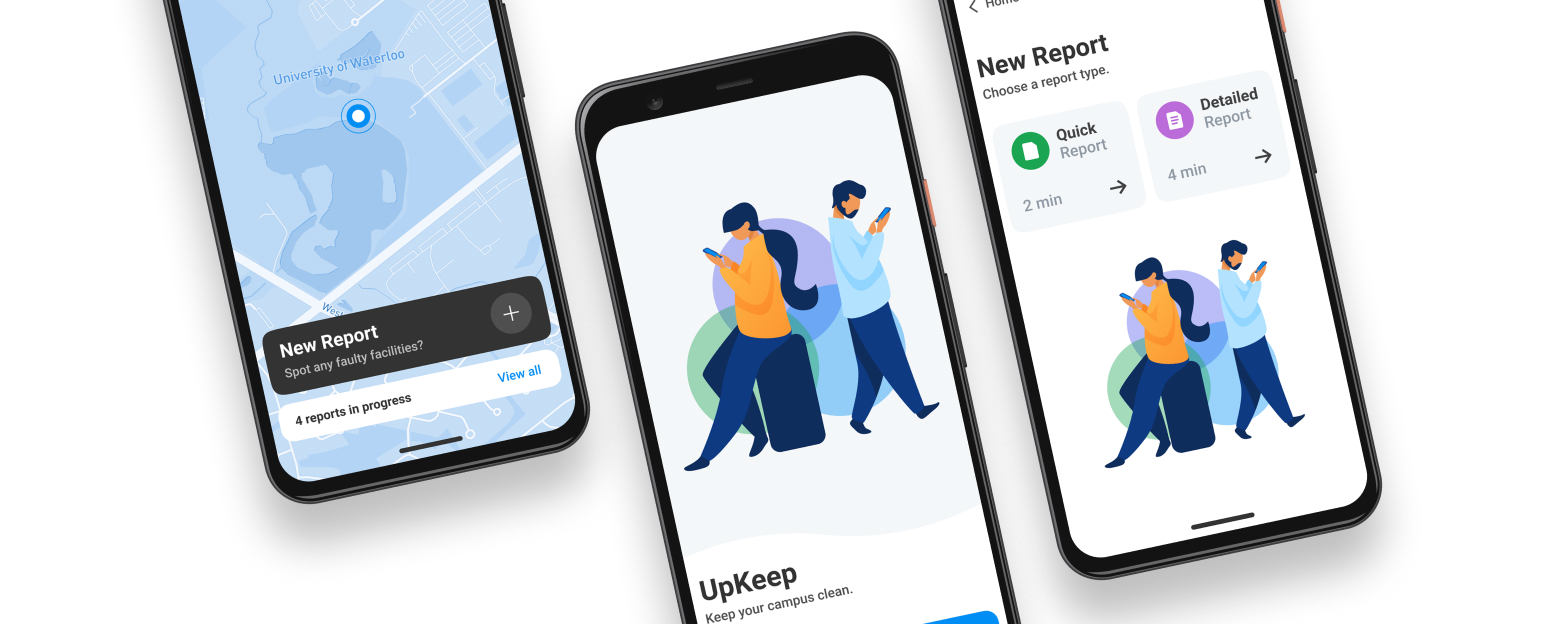 University of Waterloo
New Report
Spot any faulty facilities?
4 reports in progress
View all
UpKeep
Keep your campus clean.
Home
New Report
Choose a report type.
Quick
Report
2 min
Detailed
Report
4 min